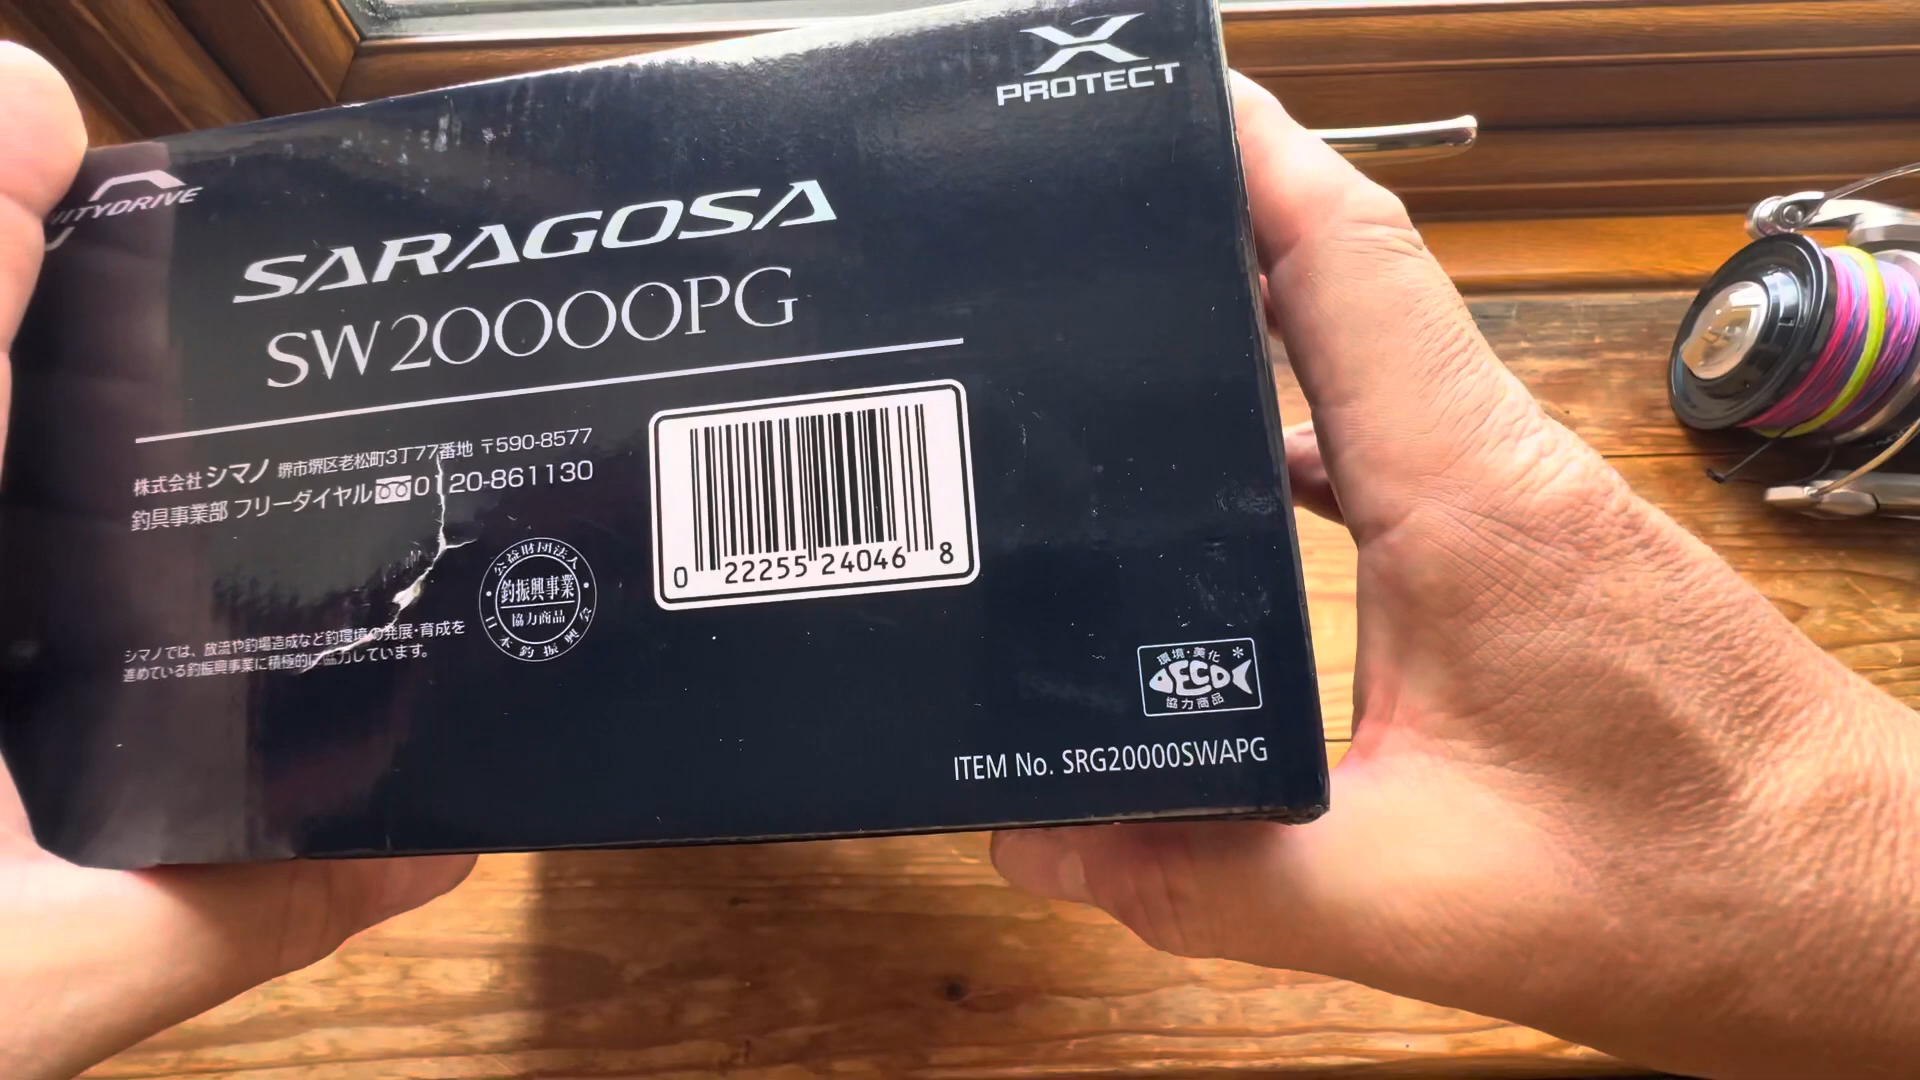 X
PROTECT
NITYDRIVE
SARAGOSA
SW20000PG
株式会社 シマノ 堺市堺区老松町3丁77番地 〒590-8577
釣具事業部 フリーダイヤル 0120-861130
0 22255 24046 8
公益財団法人
釣振興事業
協力商品
日本釣振興会
シマノでは、放流や釣場造成など釣環境の発展・育成を
進めている釣振興事業に積極的に協力しています。
環境・美化
ECO
協力商品
ITEM No. SRG20000SWAPG